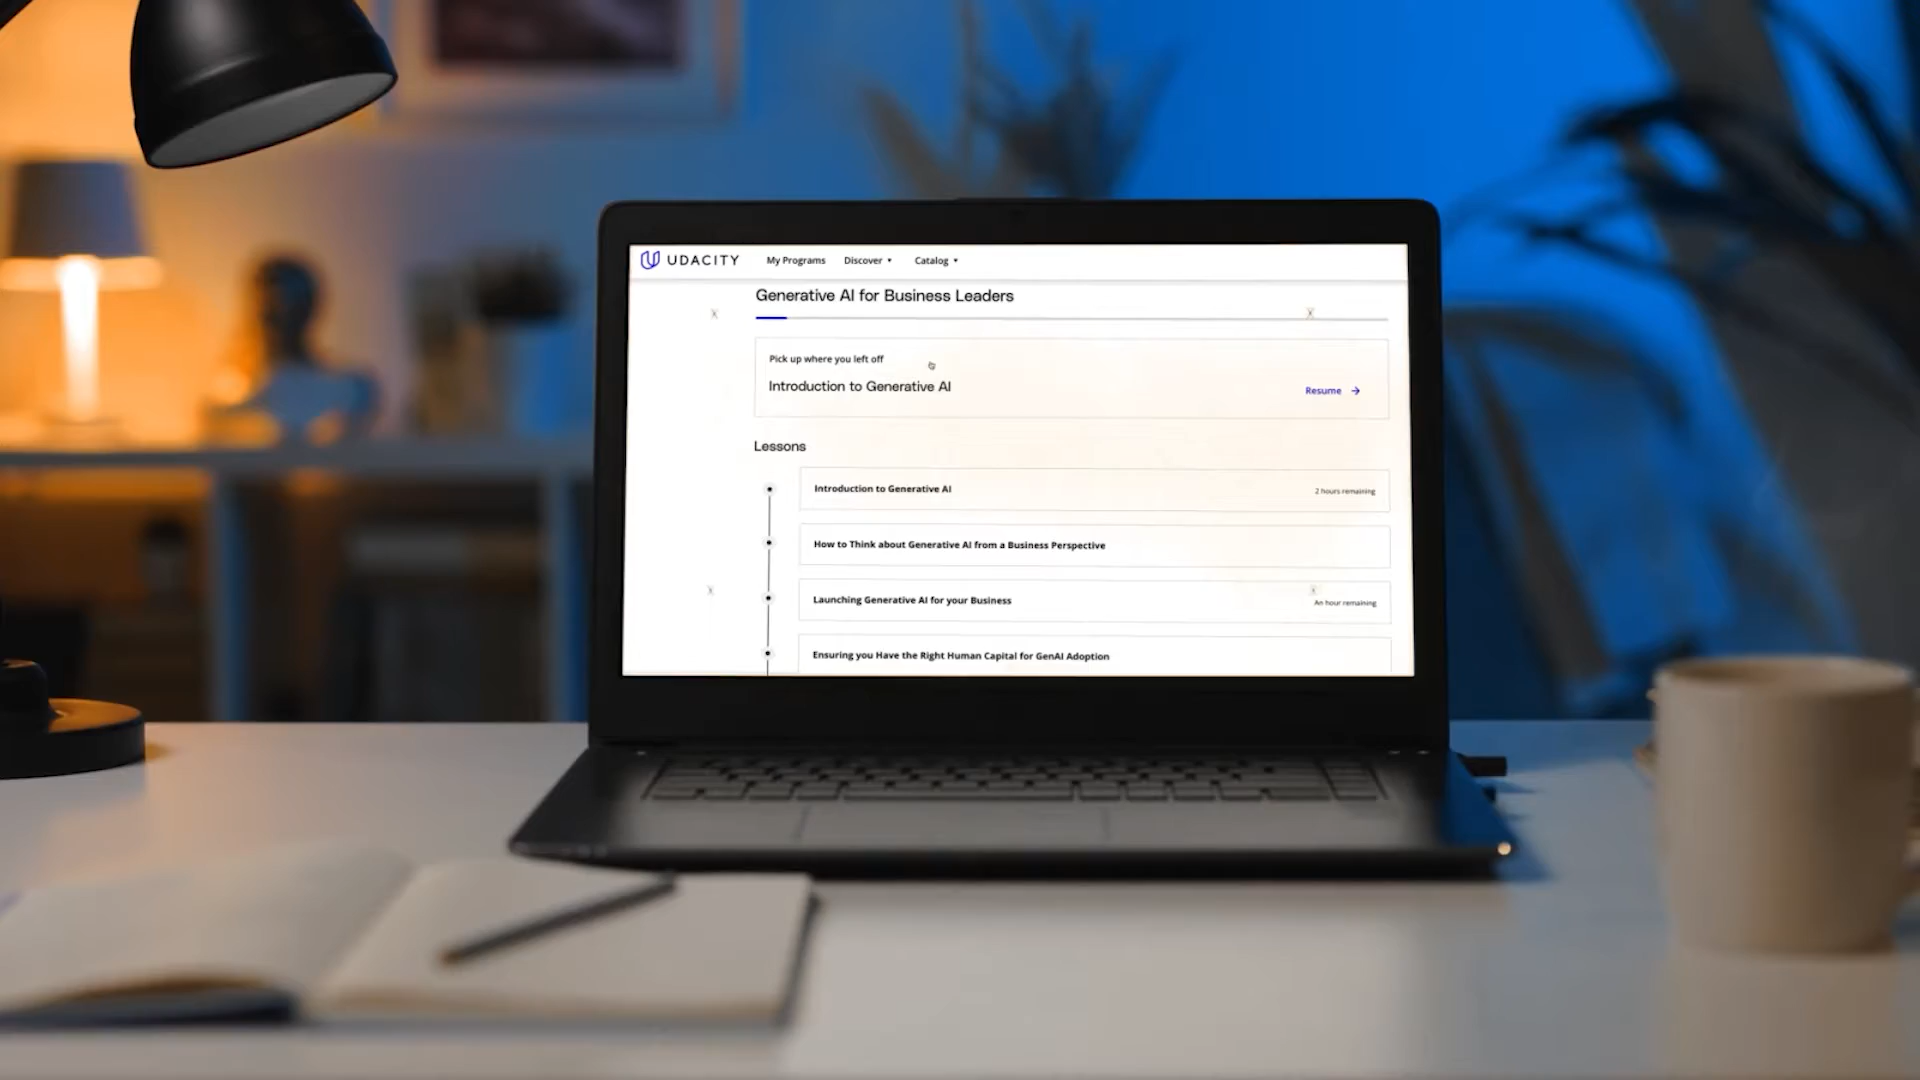 UDACITY
My Programs
Discover
Catalog
Generative AI for Business Leaders
Pick up where you left off
Introduction to Generative AI
Resume →
Lessons
Introduction to Generative AI
2 hours remaining
How to Think about Generative AI from a Business Perspective
Launching Generative AI for your Business
An hour remaining
Ensuring you Have the Right Human Capital for GenAI Adoption